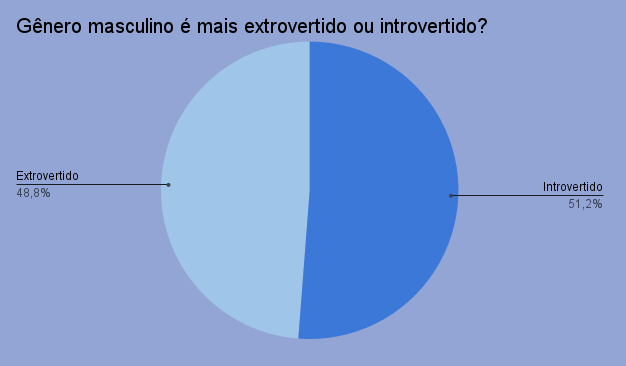 Gênero masculino é mais extrovertido ou introvertido?
Extrovertido
48,8%
Introvertido
51,2%